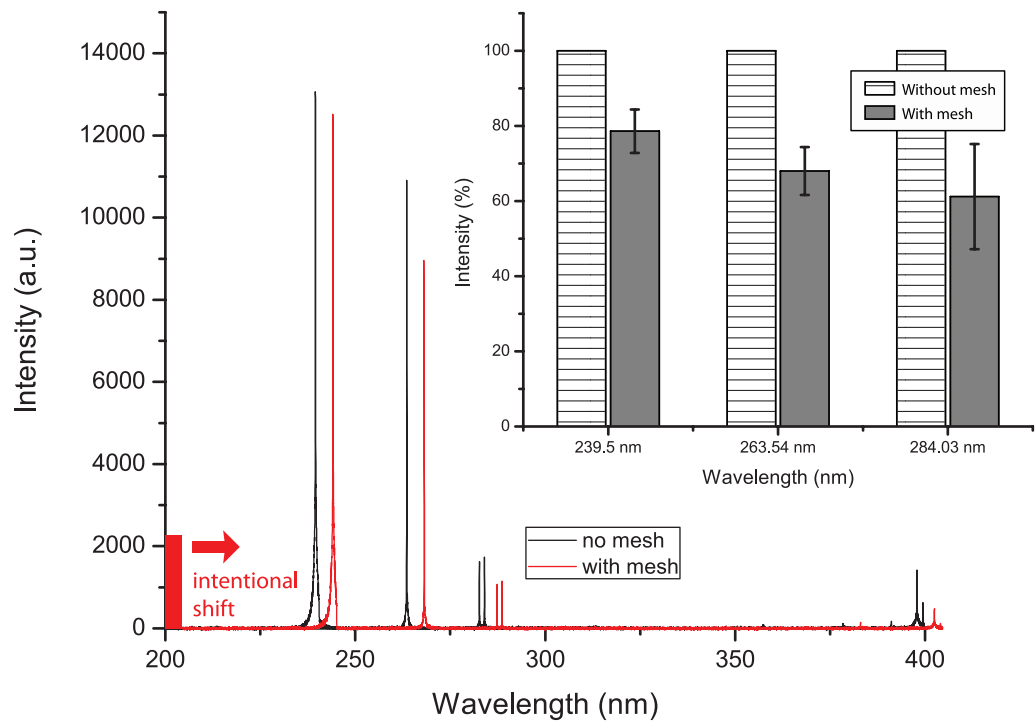 14000
12000
10000
8000
6000
4000
2000
0
Intensity (a.u.)
200
250
300
350
400
Wavelength (nm)
intentional
shift
no mesh
with mesh
100
80
60
40
20
0
Intensity (%)
Without mesh
With mesh
239.5 nm
263.54 nm
284.03 nm
Wavelength (nm)